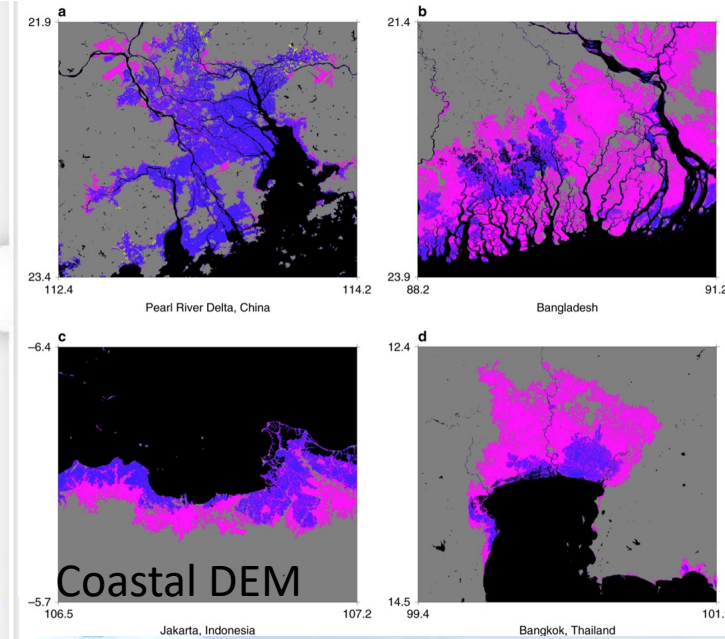 a
b
21.9
21.4
23.4
23.9
112.4
114.2
88.2
91.2
Pearl River Delta, China
Bangladesh
c
d
−6.4
12.4
−5.7
14.5
Coastal DEM
106.5
107.2
99.4
Jakarta, Indonesia
Bangkok, Thailand